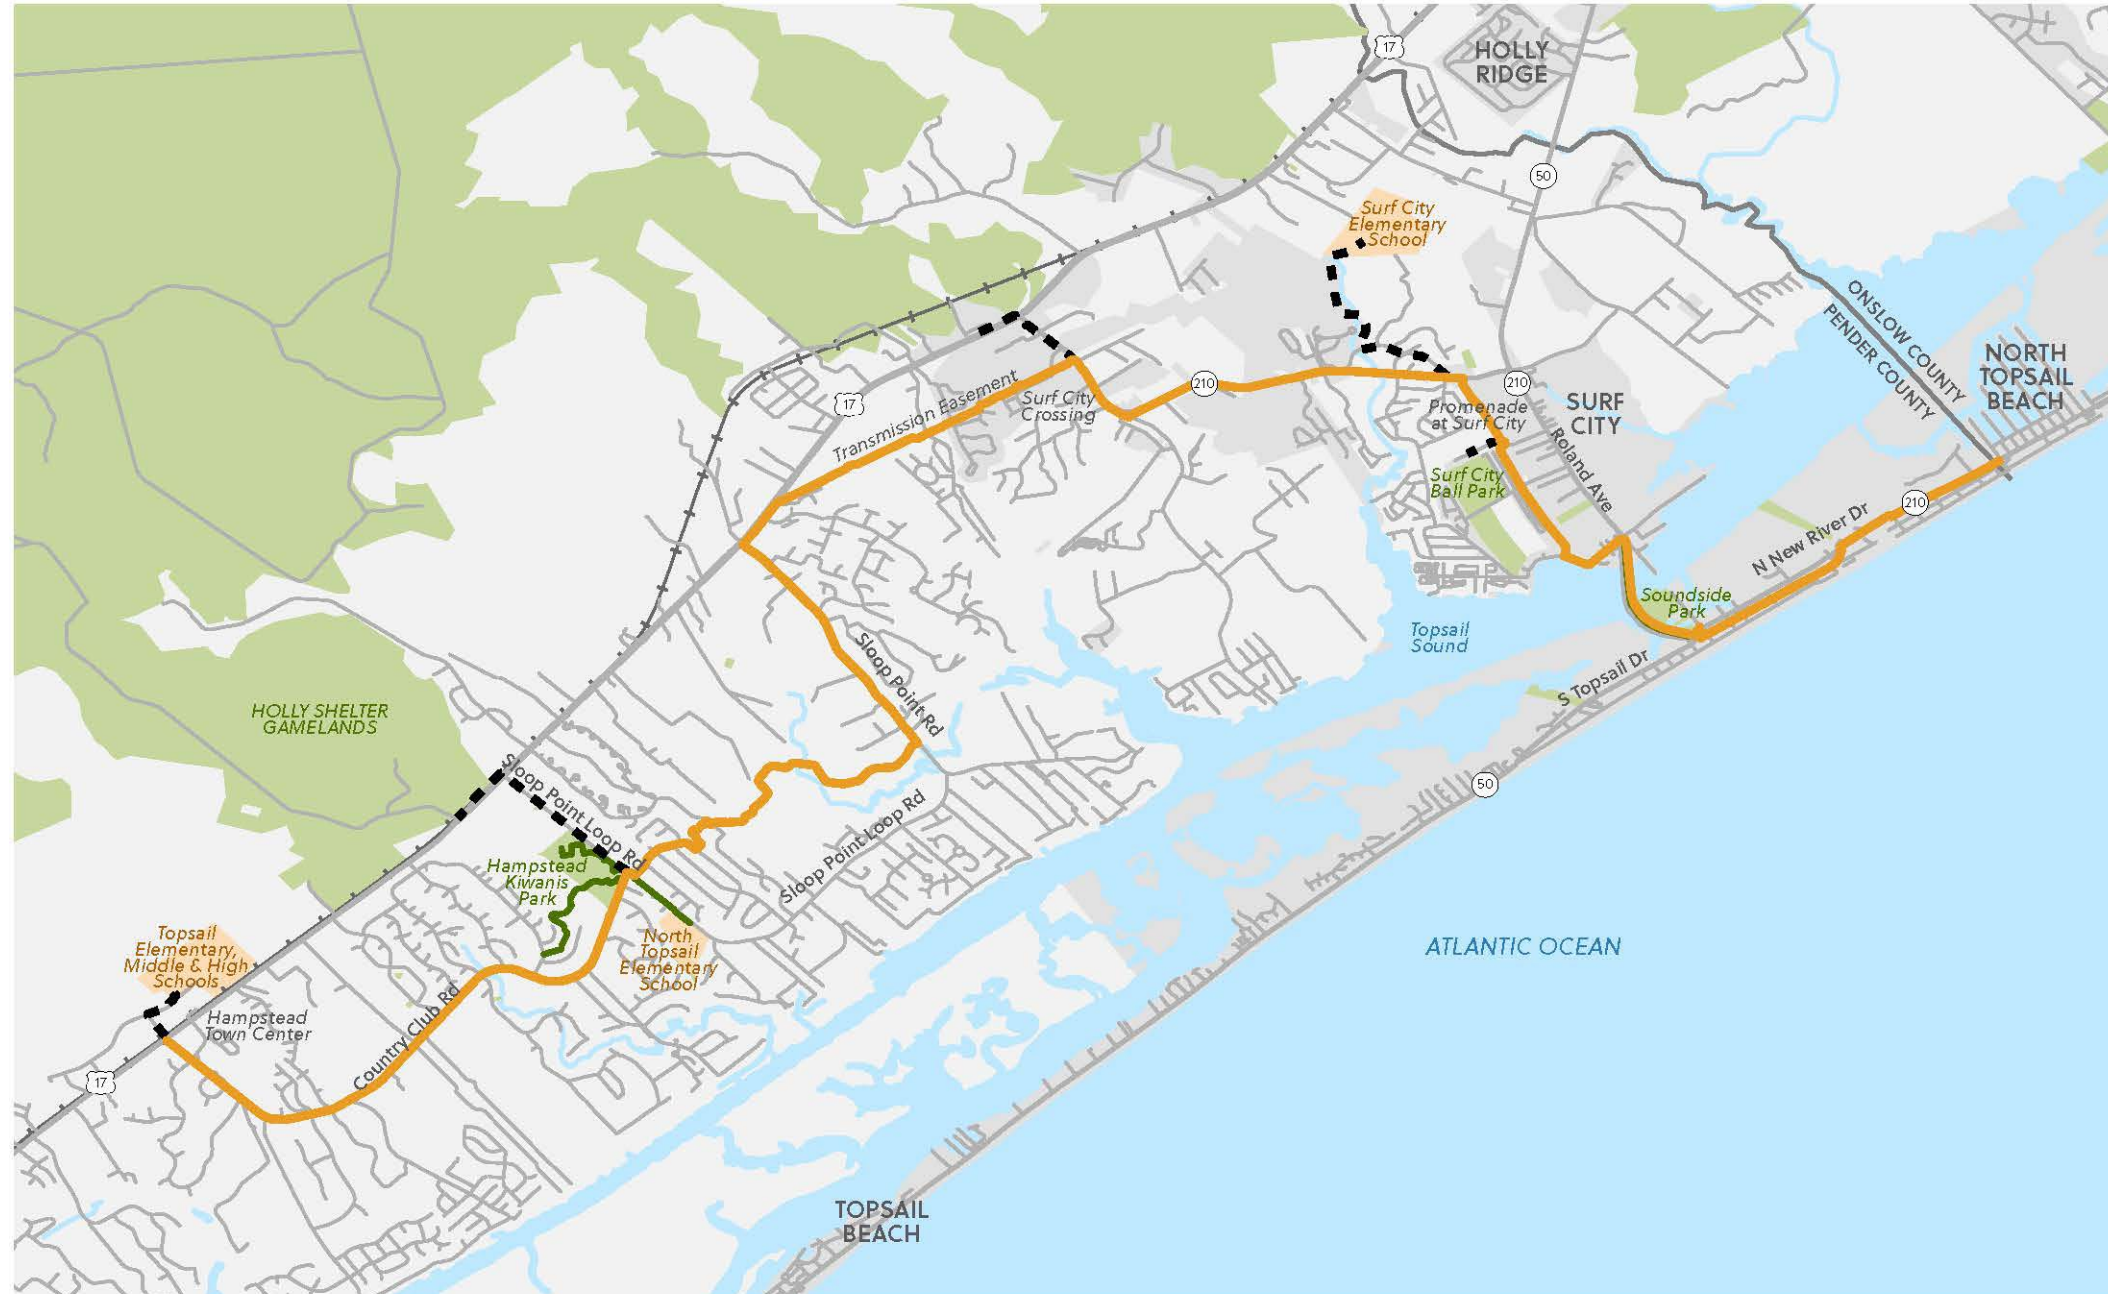 17
HOLLY
RIDGE
50
Surf City
Elementary
School
ONSLOW COUNTY
PENDER COUNTY
NORTH
TOPSAIL
BEACH
17
Transmission Easement
Surf City
Crossing
210
210
Promenade
at Surf City
SURF
CITY
Roland Ave
Surf City
Ball Park
210
N New River Dr
Soundside
Park
Topsail
Sound
S Topsail Dr
Sloop Point Rd
HOLLY SHELTER
GAMELANDS
50
Sloop Point Loop Rd
Sloop Point Loop Rd
Hampstead
Kiwanis
Park
North
Topsail
Elementary
School
Topsail
Elementary,
Middle & High
Schools
Hampstead
Town Center
Country Club Rd
17
ATLANTIC OCEAN
TOPSAIL
BEACH